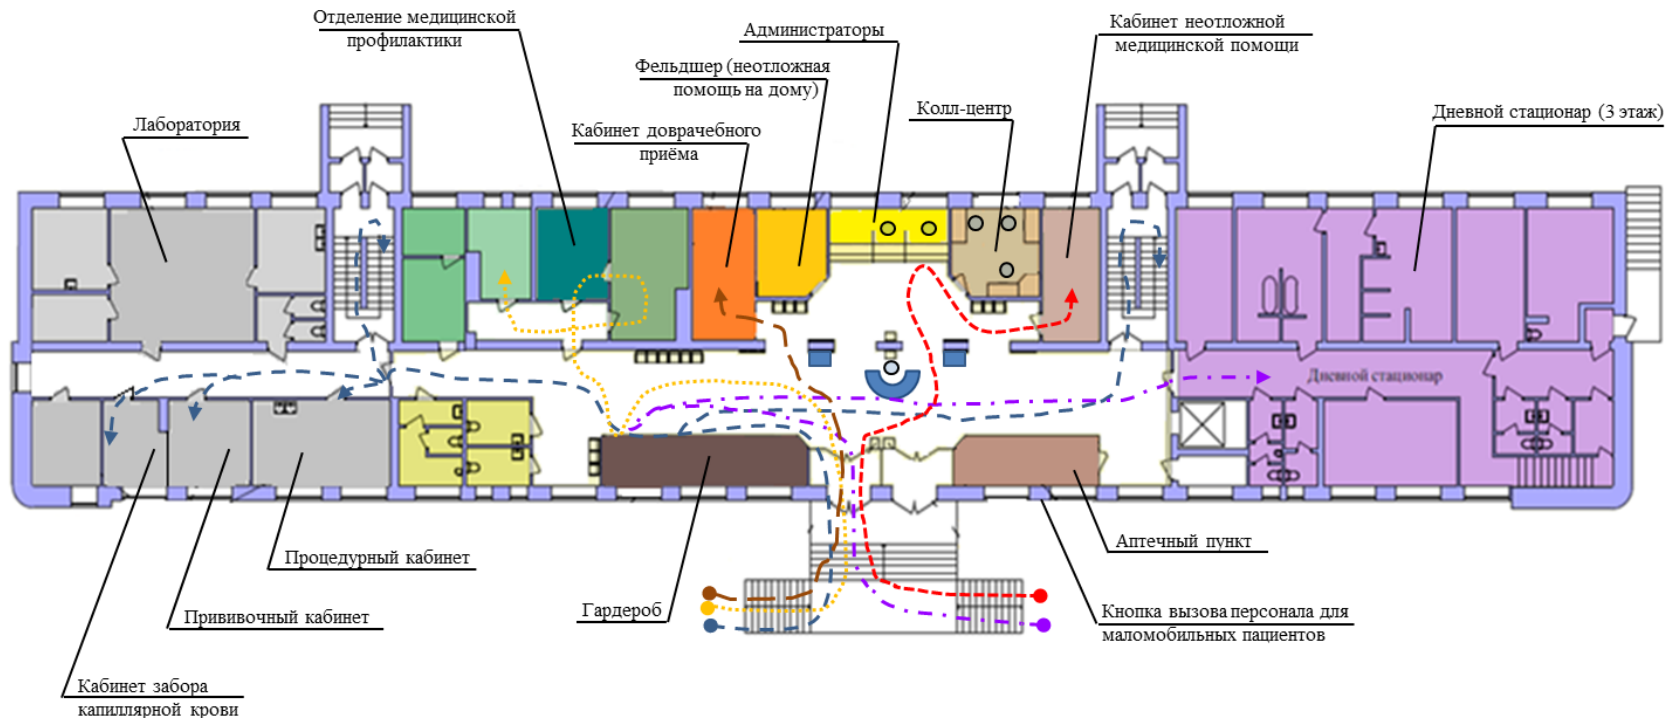 Отделение медицинской
профилактики
Администраторы
Кабинет неотложной
медицинской помощи
Фельдшер (неотложная
помощь на дому)
Колл-центр
Дневной стационар (3 этаж)
Лаборатория
Кабинет доврачебного
приёма
Дневной стационар
Процедурный кабинет
Аптечный пункт
Прививочный кабинет
Гардероб
Кнопка вызова персонала для
маломобильных пациентов
Кабинет забора
капиллярной крови